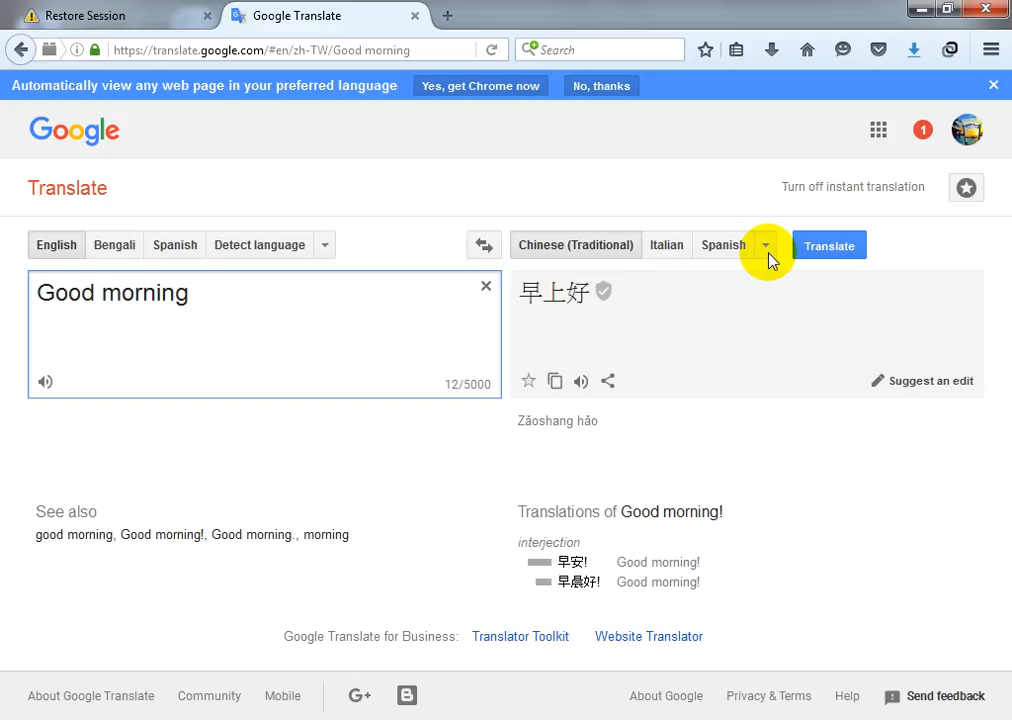 Restore Session
Google Translate
https://translate.google.com/#en/zh-TW/Good morning
Search
Automatically view any web page in your preferred language
Yes, get Chrome now
No, thanks
Google
1
Translate
Turn off instant translation
English Bengali Spanish Detect language
Chinese (Traditional) Italian Spanish
Translate
Good morning
早上好
12/5000
Suggest an edit
Zǎoshang hǎo
See also
good morning, Good morning!, Good morning., morning
Translations of Good morning!
interjection
早安! Good morning!
早晨好! Good morning!
Google Translate for Business: Translator Toolkit Website Translator
About Google Translate Community Mobile G+ B About Google Privacy & Terms Help Send feedback